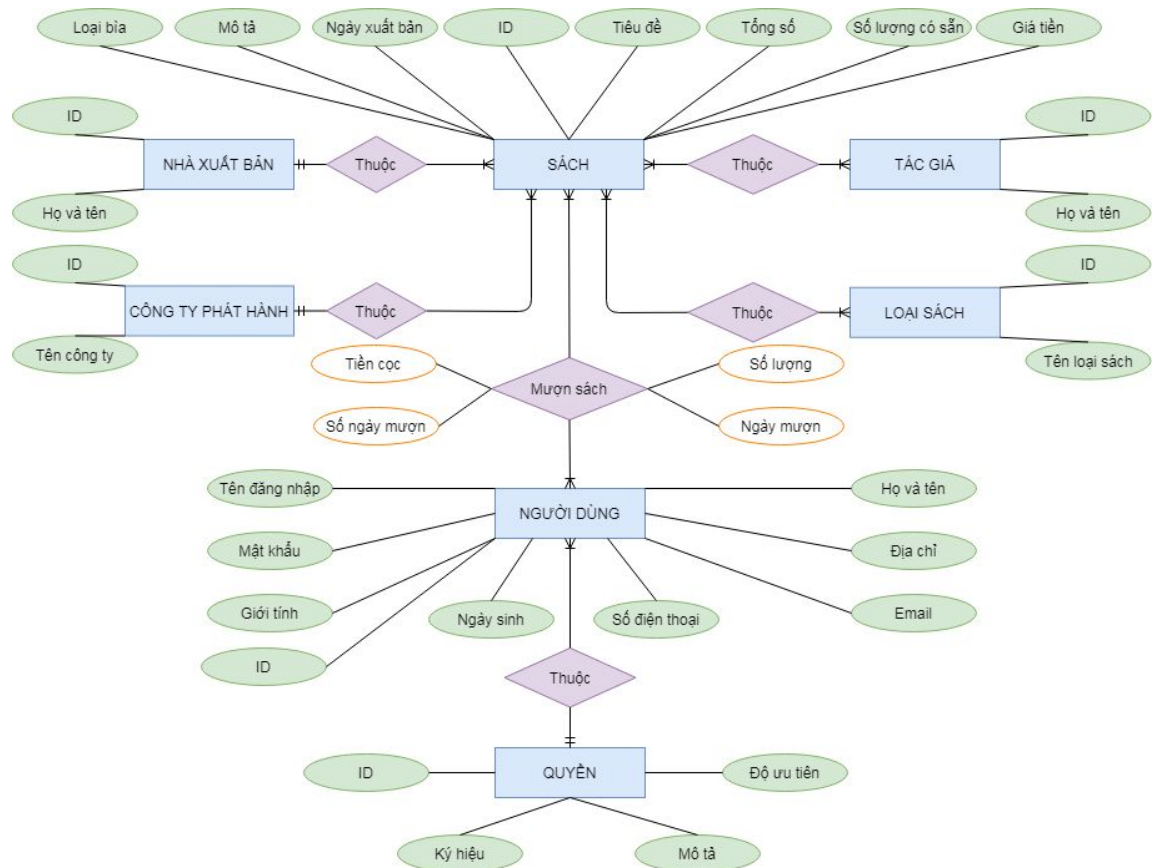 Loại bìa
Mô tả
Ngày xuất bản
ID
Tiêu đề
Tổng số
Số lượng có sẵn
Giá tiền
ID
ID
NHÀ XUẤT BẢN
Thuộc
SÁCH
Thuộc
TÁC GIẢ
Họ và tên
Họ và tên
ID
ID
CÔNG TY PHÁT HÀNH
Thuộc
Thuộc
LOẠI SÁCH
Tên công ty
Tên loại sách
Tiền cọc
Số lượng
Mượn sách
Số ngày mượn
Ngày mượn
Tên đăng nhập
Họ và tên
NGƯỜI DÙNG
Mật khẩu
Địa chỉ
Giới tính
Ngày sinh
Số điện thoại
Email
ID
Thuộc
ID
QUYỀN
Độ ưu tiên
Ký hiệu
Mô tả